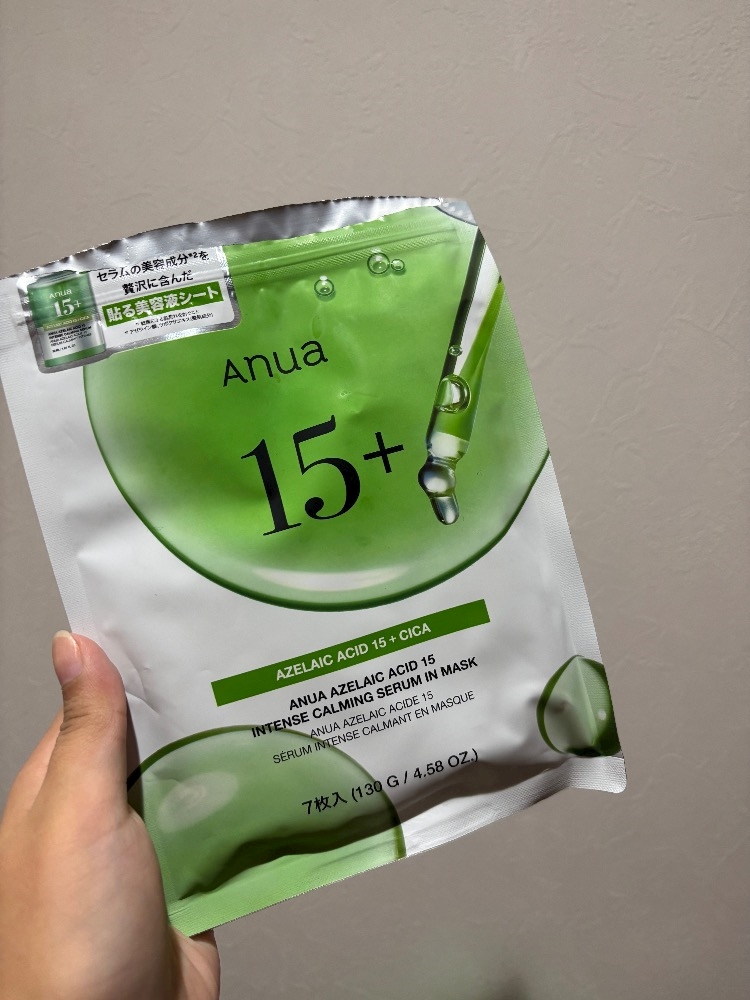 セラムの美容成分*2を
贅沢に含んだ
貼る美容液シート
Anua
15+
Anua
15+
AZELAIC ACID 15 + CICA
ANUA AZELAIC ACID 15
INTENSE CALMING SERUM IN MASK
ANUA AZELAIC ACIDE 15
SÉRUM INTENSE CALMANT EN MASQUE
7枚入 (130 G / 4.58 OZ.)